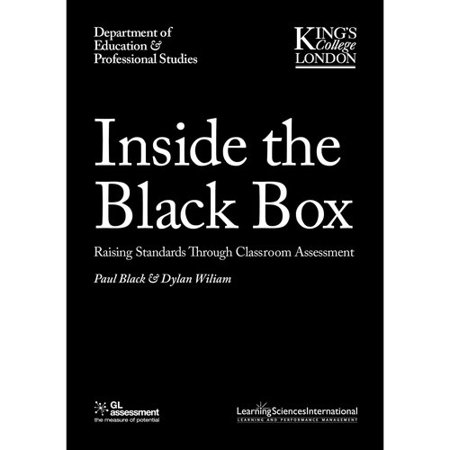 Department of
Education &
Professional Studies
KING'S
College
LONDON
Inside the
Black Box
Raising Standards Through Classroom Assessment
Paul Black & Dylan Wiliam
GL
assessment
the measure of potential
LearningSciencesInternational
LEARNING AND PERFORMANCE MANAGEMENT